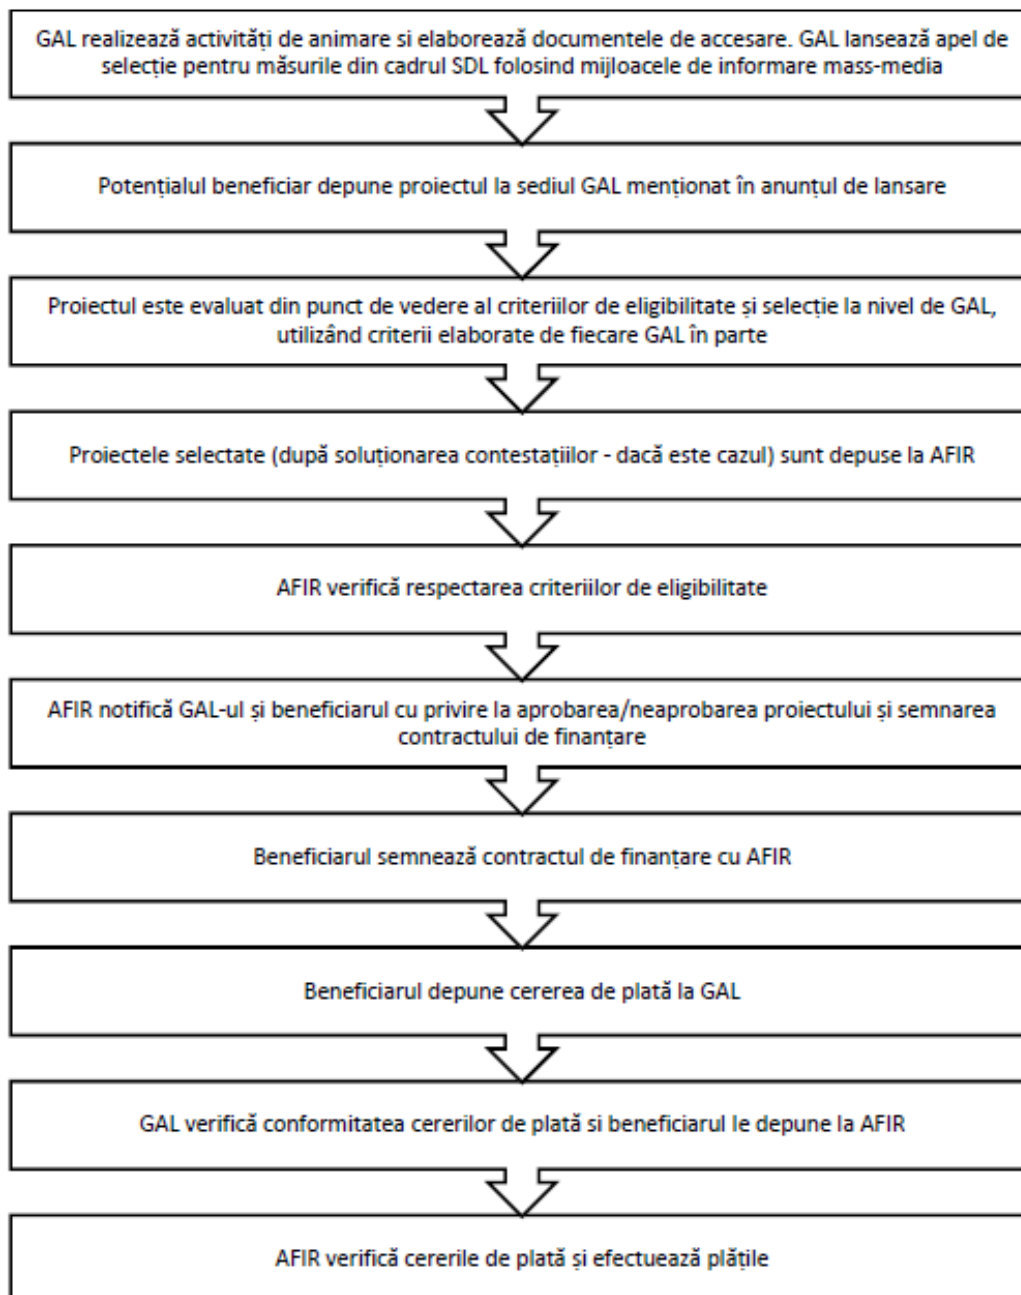 GAL realizează activități de animare si elaborează documentele de accesare. GAL lansează apel de
selecție pentru măsurile din cadrul SDL folosind mijloacele de informare mass-media
Potențialul beneficiar depune proiectul la sediul GAL menționat în anunțul de lansare
Proiectul este evaluat din punct de vedere al criteriilor de eligibilitate și selecție la nivel de GAL,
utilizând criterii elaborate de fiecare GAL în parte
Proiectele selectate (după soluționarea contestațiilor - dacă este cazul) sunt depuse la AFIR
AFIR verifică respectarea criteriilor de eligibilitate
AFIR notifică GAL-ul și beneficiarul cu privire la aprobarea/neaprobarea proiectului și semnarea
contractului de finanțare
Beneficiarul semnează contractul de finanțare cu AFIR
Beneficiarul depune cererea de plată la GAL
GAL verifică conformitatea cererilor de plată si beneficiarul le depune la AFIR
AFIR verifică cererile de plată și efectuează plățile